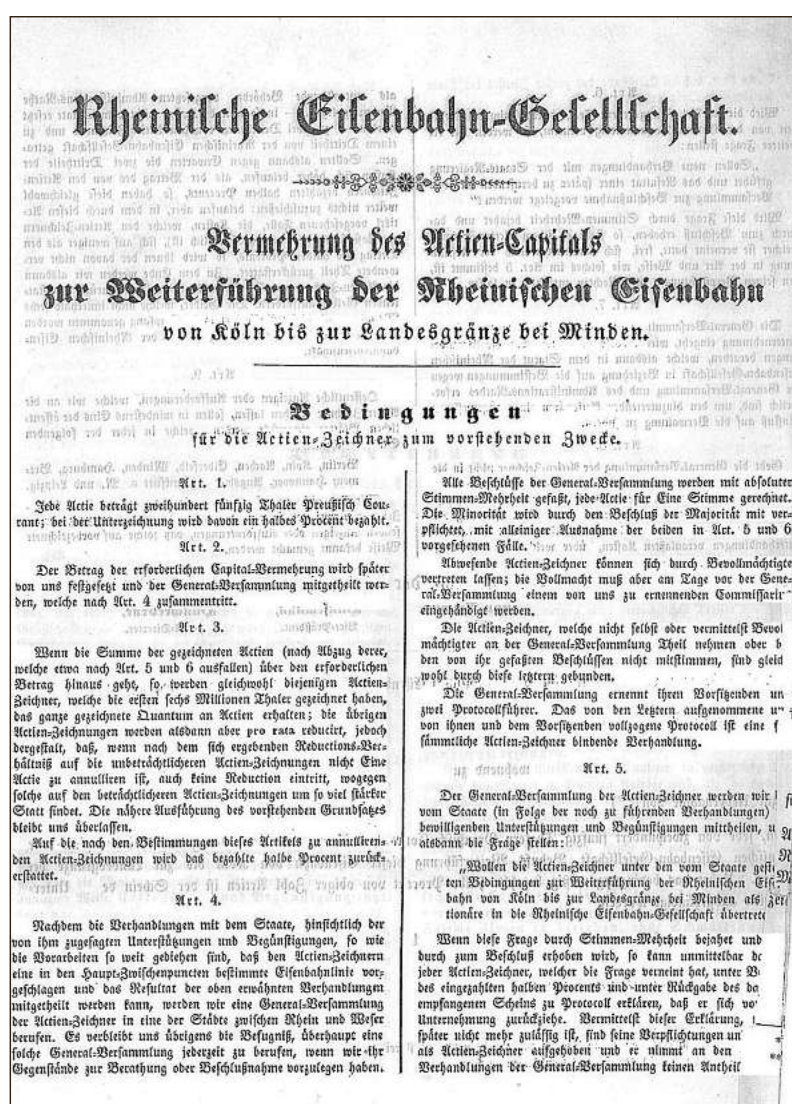 Rheinische Eisenbahn-Gesellschaft.
Vermehrung des Actien-Capitals
zur Weiterführung der Rheinischen Eisenbahn
von Köln bis zur Landesgränze bei Minden.
Bedingungen
für die Actien-Zeichner zum vorstehenden Zwecke.
Art. 1.
Jede Actie beträgt zweihundert fünfzig Thaler Preußisch Cou-
rant; bei der Unterzeichnung wird davon ein halbes Procent bezahlt.
Art. 2.
Der Betrag der erforderlichen Capital-Vermehrung wird später
von uns festgesetzt und der General-Versammlung mitgetheilt wer-
den, welche nach Art. 4 zusammentritt.
Art. 3.
Wenn die Summe der gezeichneten Actien (nach Abzug derer,
welche etwa nach Art. 5 und 6 ausfallen) über den erforderlichen
Betrag hinaus geht, so werden gleichwohl diejenigen Actien-
Zeichner, welche die ersten sechs Millionen Thaler gezeichnet haben,
das ganze gezeichnete Quantum an Actien erhalten; die übrigen
Actien-Zeichnungen werden alsdann aber pro rata reducirt, jedoch
dergestalt, daß, wenn nach dem sich ergebenden Reductions-Ver-
hältniß auf die unbeträchtlicheren Actien-Zeichnungen nicht Eine
Actie zu annulliren ist, auch keine Reduction eintritt, wogegen
solche auf den beträchtlicheren Actien-Zeichnungen um so viel stärker
Statt findet. Die nähere Ausführung des vorstehenden Grundsatzes
bleibt uns überlassen.
Auf die nach den Bestimmungen dieses Artikels zu annulliren-
den Actien-Zeichnungen wird das bezahlte halbe Procent zurück-
erstattet.
Art. 4.
Nachdem die Verhandlungen mit dem Staate, hinsichtlich der
von ihm zugesagten Unterstützungen und Begünstigungen, so wie
die Vorarbeiten so weit gediehen sind, daß den Actien-Zeichnern
eine in den Haupt-Zwischenpuncten bestimmte Eisenbahnlinie vor-
geschlagen und das Resultat der oben erwähnten Verhandlungen
mitgetheilt werden kann, werden wir eine General-Versammlung
der Actien-Zeichner in eine der Städte zwischen Rhein und Weser
berufen. Es verbleibt uns übrigens die Befugniß, überhaupt eine
solche General-Versammlung jederzeit zu berufen, wenn wir ihr
Gegenstände zur Berathung oder Beschlußnahme vorzulegen haben.
Alle Beschlüsse der General-Versammlung werden mit absoluter
Stimmen-Mehrheit gefaßt, jede Actie für Eine Stimme gerechnet.
Die Minorität wird durch den Beschluß der Majorität mit ver-
pflichtet, mit alleiniger Ausnahme der beiden in Art. 5 und 6
vorgesehenen Fälle.
Abwesende Actien-Zeichner können sich durch Bevollmächtigte
vertreten lassen; die Vollmacht muß aber am Tage vor der Gene-
ral-Versammlung einem von uns zu ernennenden
eingehändigt werden.
Die Actien-Zeichner, welche nicht selbst oder vermittelst Bevol
mächtigter an der General-Versammlung Theil nehmen oder b
den von ihr gefaßten Beschlüssen nicht mitstimmen, sind gleich
wohl durch diese letztern gebunden.
Die General-Versammlung ernennt ihren Vorsitzenden un
zwei Protocollführer. Das von den Letztern aufgenommene u
von ihnen und dem Vorsitzenden vollzogene Protocoll ist eine f
sämmtliche Actien-Zeichner bindende Verhandlung.
Art. 5.
Der General-Versammlung der Actien-Zeichner werden wir
vom Staate (in Folge der noch zu führenden Verhandlungen)
bewilligenden Unterstützungen und Begünstigungen mittheilen, u
alsdann die Frage stellen:
„Wollen die Actien-Zeichner unter den vom Staate gest
ten Bedingungen zur Weiterführung der Rheinischen Eis
bahn von Köln bis zur Landesgränze bei Minden als
tionäre in die Rheinische Eisenbahn-Gesellschaft übertrete
Wenn diese Frage durch Stimmen-Mehrheit bejahet und
durch zum Beschluß erhoben wird, so kann unmittelbar
jeder Actien-Zeichner, welcher die Frage verneint hat, unter
des eingezahlten halben Procents und unter Rückgabe des da
empfangenen Scheins zu Protocoll erklären, daß er sich vo
Unternehmung zurückziehe. Vermittelst dieser Erklärung,
später nicht mehr zulässig ist, sind seine Verpflichtungen un
als Actien-Zeichner aufgehoben und er nimmt an den
Verhandlungen der General-Versammlung keinen Antheil